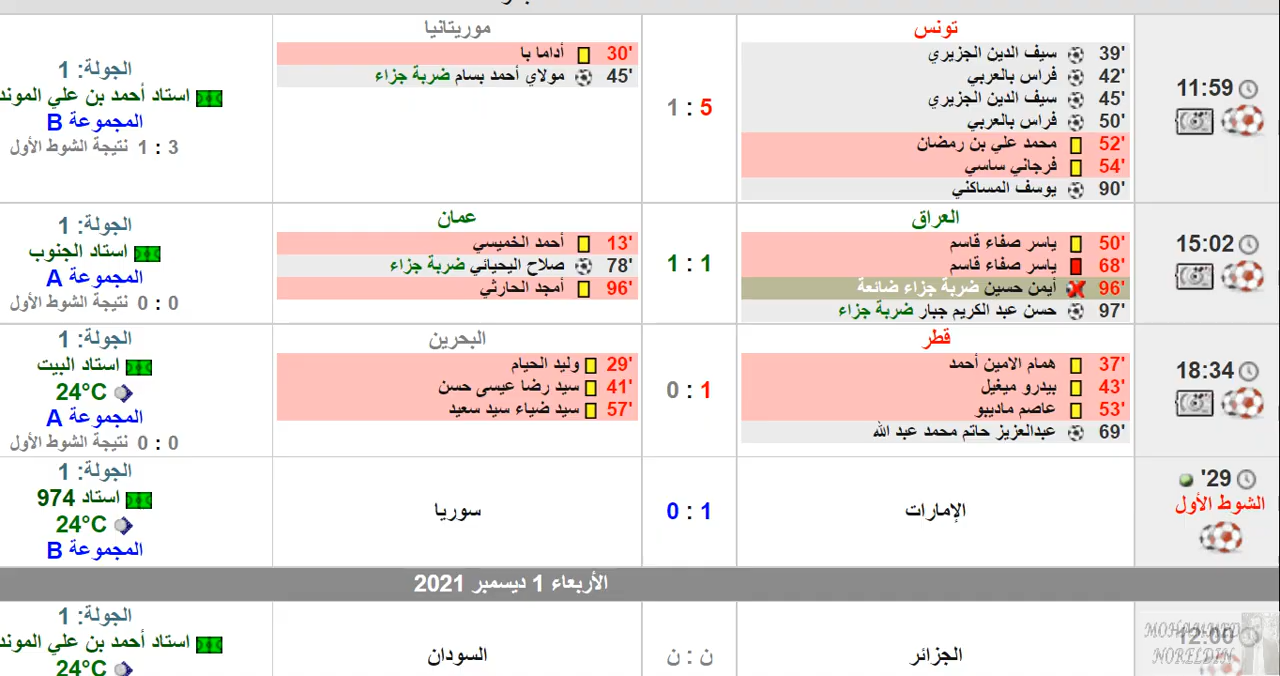 11:59
تونس
39' سيف الدين الجزيري
42' فراس بالعربي
45' سيف الدين الجزيري
50' فراس بالعربي
52' محمد علي بن رمضان
54' فرجاني ساسي
90' يوسف المساكني
5 : 1
موريتانيا
30' أداما با
45' مولاي أحمد بسام ضربة جزاء
الجولة: 1
استاد أحمد بن علي الموند
المجموعة B
3 : 1 نتيجة الشوط الأول
15:02
العراق
50' ياسر صفاء قاسم
68' ياسر صفاء قاسم
96' أيمن حسين ضربة جزاء ضائعة
97' حسن عبد الكريم جبار ضربة جزاء
1 : 1
عمان
13' أحمد الخميسي
78' صلاح اليحيائي ضربة جزاء
96' أمجد الحارثي
الجولة: 1
استاد الجنوب
المجموعة A
0 : 0 نتيجة الشوط الأول
18:34
قطر
37' همام الامين أحمد
43' بيدرو ميغيل
53' عاصم ماديبو
69' عبدالعزيز حاتم محمد عبد الله
1 : 0
البحرين
29' وليد الحيام
41' سيد رضا عيسى حسن
57' سيد ضياء سيد سعيد
الجولة: 1
استاد البيت
24°C
المجموعة A
0 : 0 نتيجة الشوط الأول
29'
الشوط الأول
الإمارات
1 : 0
سوريا
الجولة: 1
استاد 974
24°C
المجموعة B
الأربعاء 1 ديسمبر 2021
12:00
MOHAMMED
NORELDIN
الجزائر
ن : ن
السودان
الجولة: 1
استاد أحمد بن علي الموند
24°C